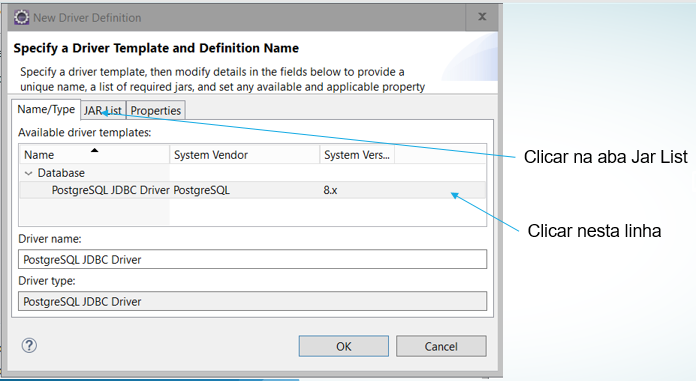 New Driver Definition
Specify a Driver Template and Definition Name
Specify a driver template, then modify details in the fields below to provide a
unique name, a list of required jars, and set any available and applicable property
Name/Type JAR List Properties
Available driver templates:
Name System Vendor System Vers...
Database
PostgreSQL JDBC Driver PostgreSQL 8.x
Clicar na aba Jar List
Clicar nesta linha
Driver name:
PostgreSQL JDBC Driver
Driver type:
PostgreSQL JDBC Driver
? OK Cancel